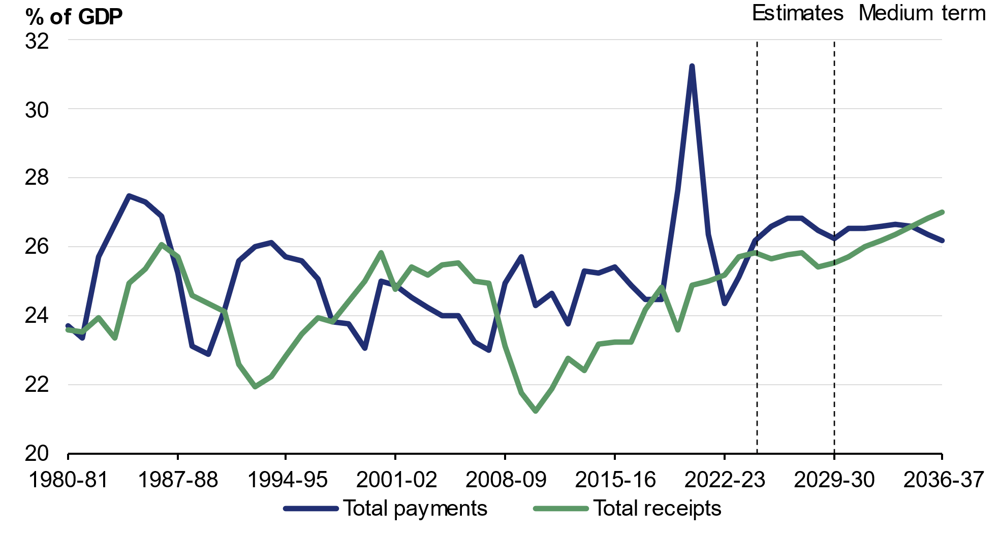 % of GDP
Estimates Medium term
32
30
28
26
24
22
20
1980-81 1987-88 1994-95 2001-02 2008-09 2015-16 2022-23 2029-30 2036-37
Total payments Total receipts